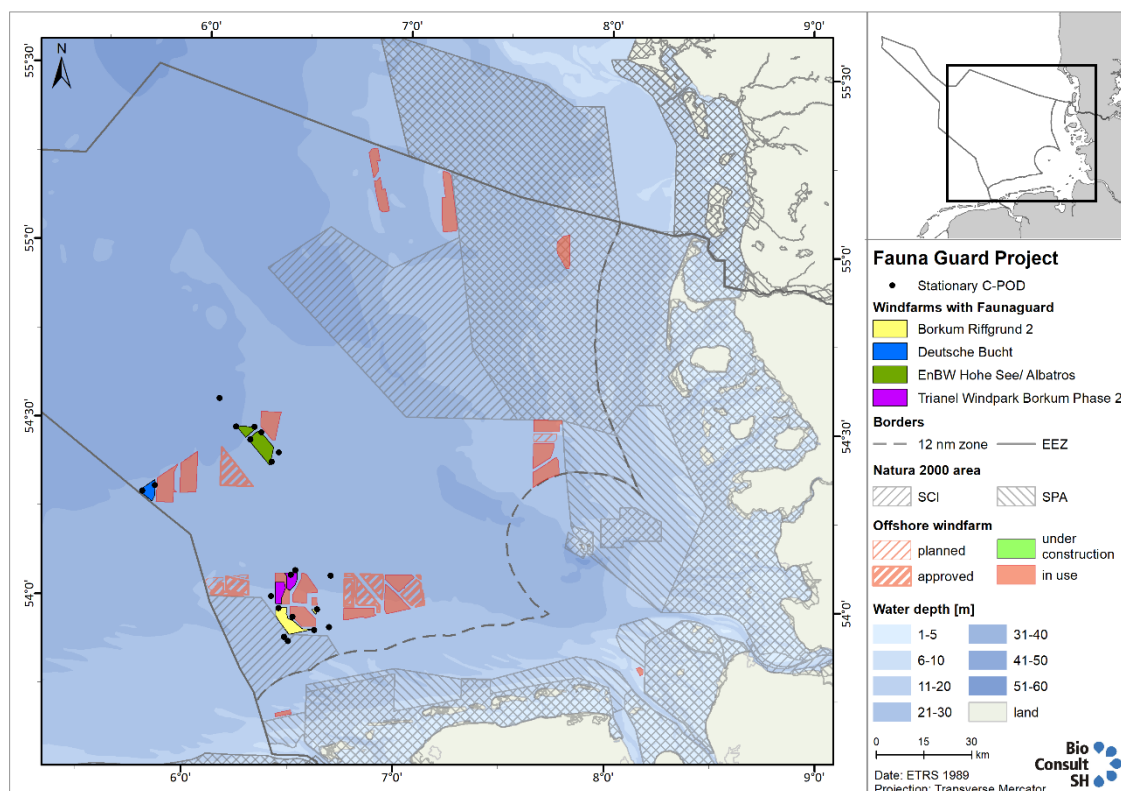 6°0' 7°0' 8°0' 9°0'
N
55°30'
55°30'
55°0'
55°0'
54°30'
54°30'
54°0'
54°0'
6°0' 7°0' 8°0' 9°0'
Fauna Guard Project
Stationary C-POD
Windfarms with Faunaguard
Borkum Riffgrund 2
Deutsche Bucht
EnBW Hohe See/ Albatros
Trianel Windpark Borkum Phase 2
Borders
12 nm zone EEZ
Natura 2000 area
SCI SPA
Offshore windfarm
planned
under
construction
approved
in use
Water depth [m]
1-5 31-40
6-10 41-50
11-20 51-60
21-30 land
0 15 30
km
Date: ETRS 1989
Projection: Transverse Mercator
Bio
Consult
SH